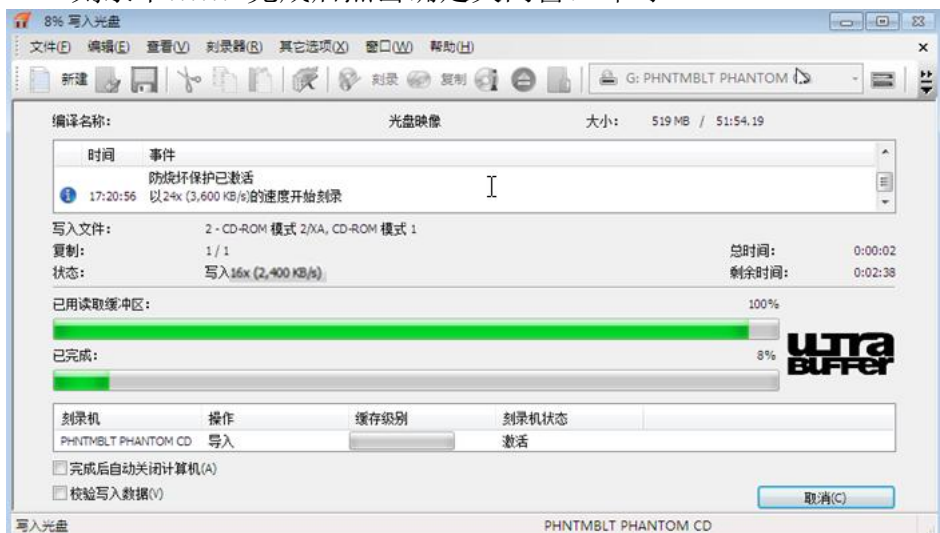 8% 写入光盘
文件(F) 编辑(E) 查看(V) 刻录器(R) 其它选项(X) 窗口(W) 帮助(H)
新建 刻录 复制 G: PHNTMBLT PHANTOM
编译名称: 光盘映像 大小: 519 MB / 51:54.19
时间 事件
防烧坏保护已激活
17:20:56 以24x (3,600 KB/s)的速度开始刻录
写入文件: 2 - CD-ROM 模式 2/XA, CD-ROM 模式 1
复制: 1 / 1 总时间: 0:00:02
状态: 写入16x (2,400 KB/s) 剩余时间: 0:02:38
已用读取缓冲区: 100%
已完成: 8%
ULTRA
BUFFER
刻录机 操作 缓存级别 刻录机状态
PHNTMBLT PHANTOM CD 导入 激活
完成后自动关闭计算机(A)
校验写入数据(V)
取消(C)
写入光盘 PHNTMBLT PHANTOM CD